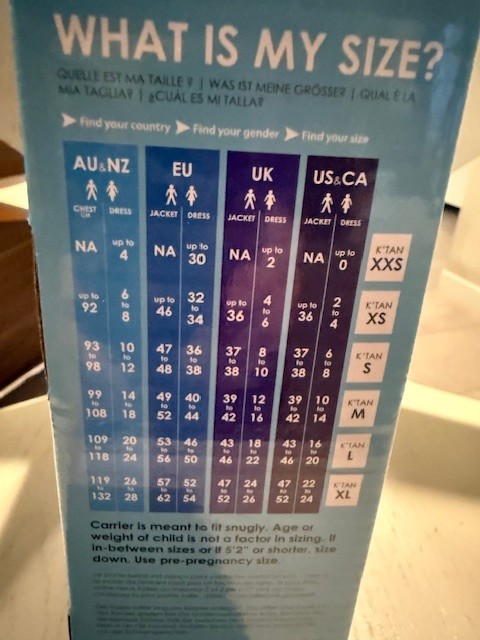 WHAT IS MY SIZE?
QUELLE EST MA TAILLE ? | WAS IST MEINE GRÖSSE? | QUAL È LA
MIA TAGLIA? | ¿CUÁL ES MI TALLA?
Find your country Find your gender Find your size
AU&NZ EU UK US&CA
CHEST CM DRESS JACKET DRESS JACKET DRESS JACKET DRESS
NA up to 4 NA up to 30 NA up to 2 NA up to 0 K'TAN XXS
up to 92 6 to 8 up to 46 32 to 34 up to 36 4 to 6 up to 36 2 to 4 K'TAN XS
93 to 98 10 to 12 47 to 48 36 to 38 37 to 38 8 to 10 37 to 38 6 to 8 K'TAN S
99 to 108 14 to 18 49 to 52 40 to 44 39 to 42 12 to 16 39 to 42 10 to 14 K'TAN M
109 to 118 20 to 24 53 to 56 46 to 50 43 to 46 18 to 22 43 to 46 16 to 20 K'TAN L
119 to 132 26 to 28 57 to 62 52 to 54 47 to 52 24 to 26 47 to 52 22 to 24 K'TAN XL
Carrier is meant to fit snugly. Age or
weight of child is not a factor in sizing. If
in-between sizes or if 5'2" or shorter, size
down. Use pre-pregnancy size.